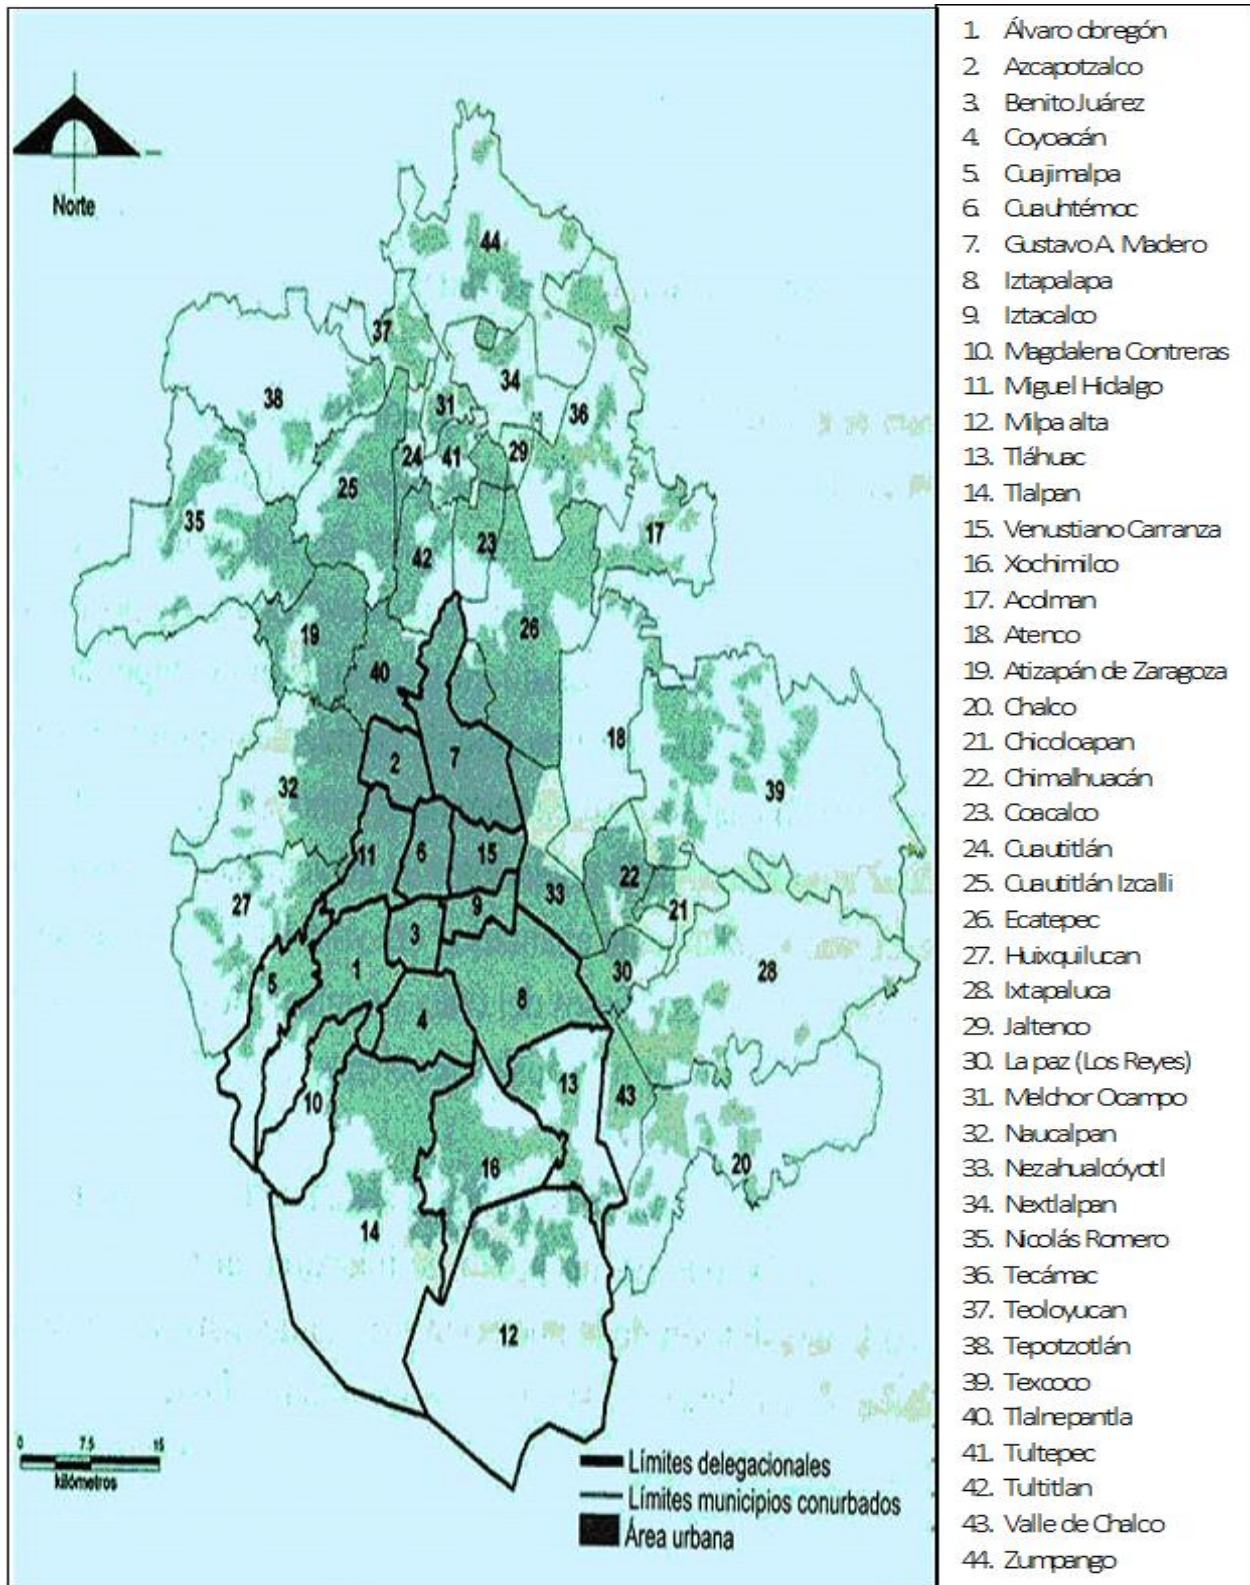 Norte
44
37
38
34
31
36
24
41
29
25
35
17
42
23
19
26
40
18
2
7
32
39
11
6
15
22
33
27
9
21
3
5
1
30
28
8
4
13
10
43
16
20
14
12
0 7.5 15
kilómetros
Límites delegacionales
Límites municipios conurbados
Área urbana
1. Álvaro obregón
2. Azcapotzalco
3. Benito Juárez
4. Coyoacán
5. Cuajimalpa
6. Cuauhtémoc
7. Gustavo A. Madero
8. Iztapalapa
9. Iztacalco
10. Magdalena Contreras
11. Miguel Hidalgo
12. Milpa alta
13. Tláhuac
14. Tlalpan
15. Venustiano Carranza
16. Xochimilco
17. Acolman
18. Atenco
19. Atizapán de Zaragoza
20. Chalco
21. Chicoloapan
22. Chimalhuacán
23. Coacalco
24. Cuautitlán
25. Cuautitlán Izcalli
26. Ecatepec
27. Huixquilucan
28. Ixtapaluca
29. Jaltenco
30. La paz (Los Reyes)
31. Melchor Ocampo
32. Naucalpan
33. Nezahualcóyotl
34. Nextlalpan
35. Nicolás Romero
36. Tecámac
37. Teoloyucan
38. Tepotzotlán
39. Texcoco
40. Tlalnepantla
41. Tultepec
42. Tultitlan
43. Valle de Chalco
44. Zumpango